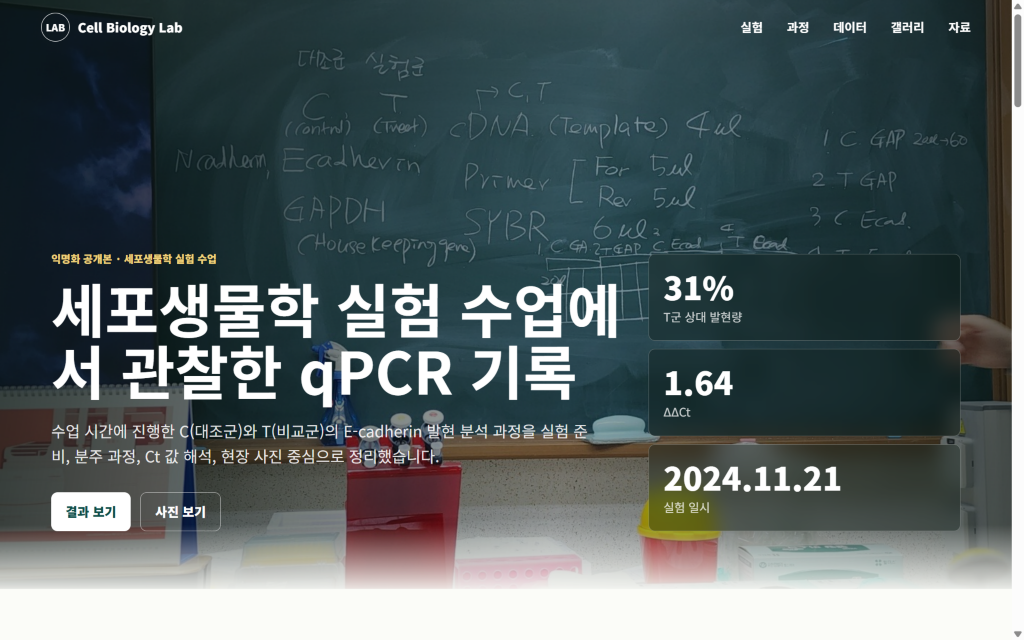 LAB Cell Biology Lab
실험 과정 데이터 갤러리 자료
대조군 실험군
C T C, T
(control) (Treat) cDNA (Template) 4ul
Ncadherin, Ecadherin Primer For 5ul
Rev 5ul
GAPDH SYBR 6ul
(House keeping gene)
1 C GAP
2 T GAP
3 C Ecad.
익명화 공개본 · 세포생물학 실험 수업
세포생물학 실험 수업에
서 관찰한 qPCR 기록
수업 시간에 진행한 C(대조군)와 T(비교군)의 E-cadherin 발현 분석 과정을 실험 준
비, 분주 과정, Ct 값 해석, 현장 사진 중심으로 정리했습니다.
결과 보기 사진 보기
31%
T군 상대 발현량
1.64
ΔΔCt
2024.11.21
실험 일시